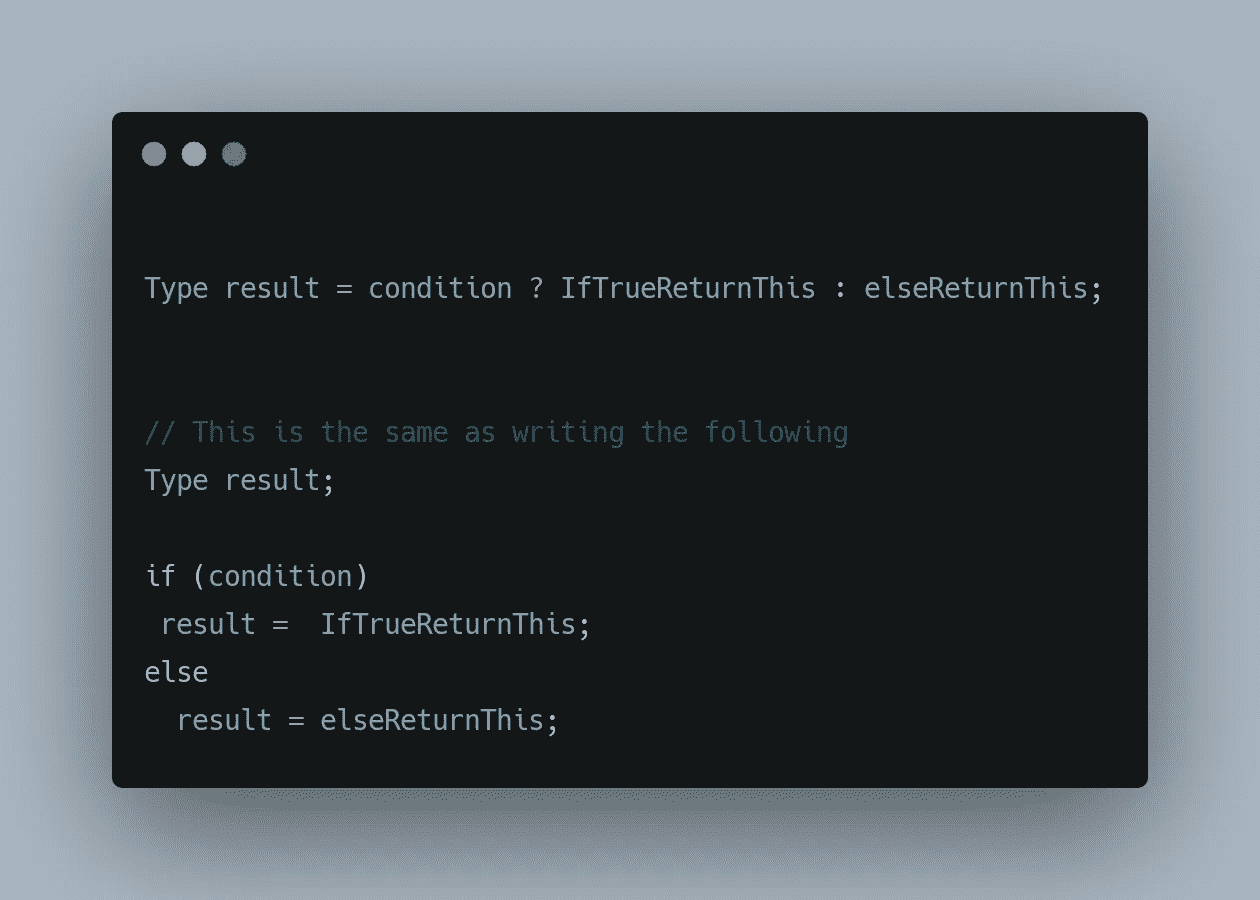 Type result = condition ? IfTrueReturnThis : elseReturnThis;
// This is the same as writing the following
Type result;
if (condition)
 result =  IfTrueReturnThis;
else
  result = elseReturnThis;